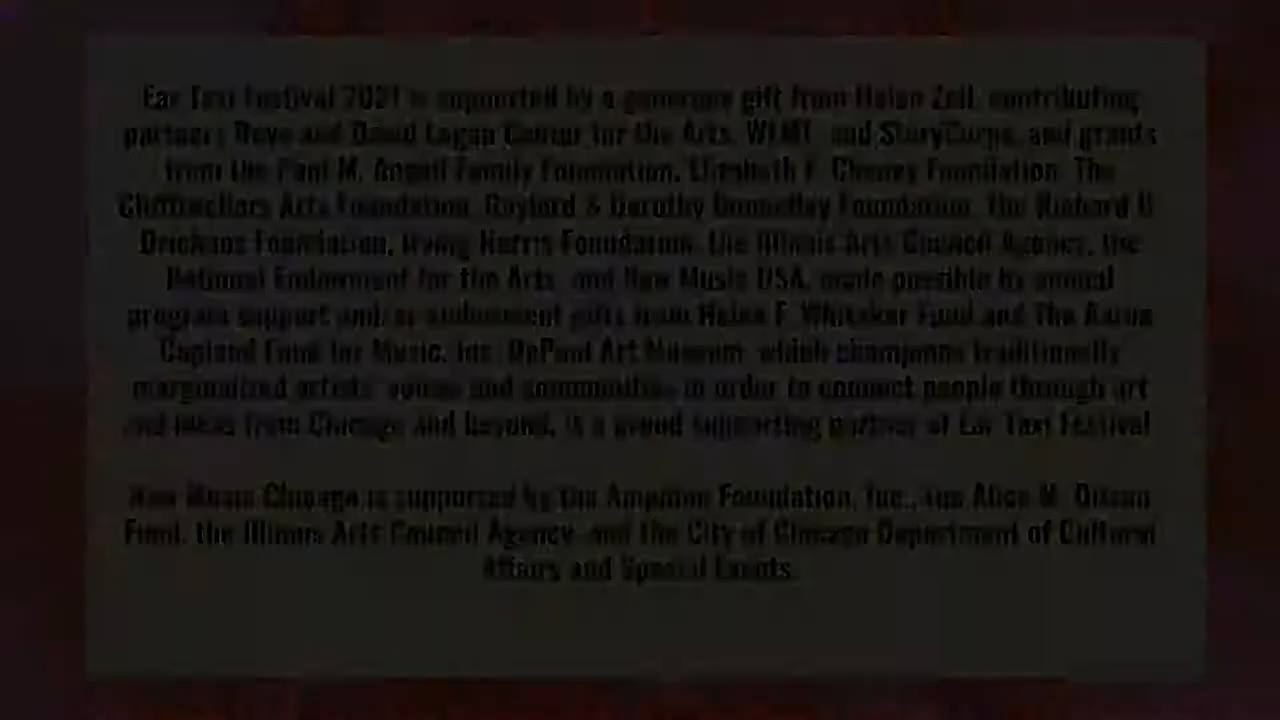 Ear Taxi Festival 2021 is supported by a generous gift from Helen Zell, contributing
partners Reva and David Logan Center for the Arts, WFMT, and StoryCorps, and grants
from the Paul M. Angell Family Foundation, Elizabeth F. Cheney Foundation, The
Cliffdwellers Arts Foundation, Gaylord & Dorothy Donnelley Foundation, the Richard H
Driehaus Foundation, Irving Harris Foundation, the Illinois Arts Council Agency, the
National Endowment for the Arts, and New Music USA, made possible by annual
program support and/or endowment gifts from Helen F. Whitaker Fund and The Aaron
Copland Fund for Music, Inc. DePaul Art Museum, which champions traditionally
marginalized artists' voices and communities in order to connect people through art
and ideas from Chicago and beyond, is a proud supporting partner of Ear Taxi Festival
New Music Chicago is supported by the Amphion Foundation, Inc., the Alice M. Ditson
Fund, the Illinois Arts Council Agency, and the City of Chicago Department of Cultural
Affairs and Special Events.